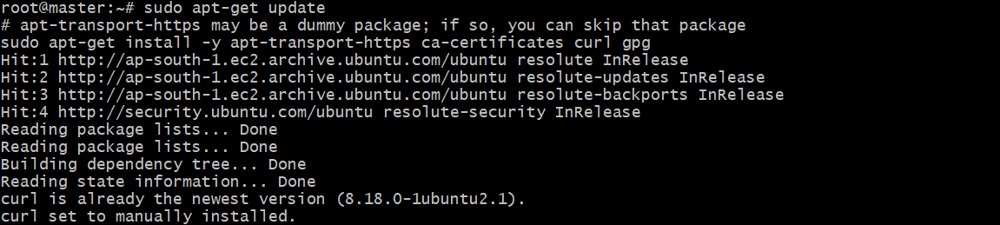 root@master:~# sudo apt-get update
# apt-transport-https may be a dummy package; if so, you can skip that package
sudo apt-get install -y apt-transport-https ca-certificates curl gpg
Hit:1 http://ap-south-1.ec2.archive.ubuntu.com/ubuntu resolute InRelease
Hit:2 http://ap-south-1.ec2.archive.ubuntu.com/ubuntu resolute-updates InRelease
Hit:3 http://ap-south-1.ec2.archive.ubuntu.com/ubuntu resolute-backports InRelease
Hit:4 http://security.ubuntu.com/ubuntu resolute-security InRelease
Reading package lists... Done
Reading package lists... Done
Building dependency tree... Done
Reading state information... Done
curl is already the newest version (8.18.0-1ubuntu2.1).
curl set to manually installed.